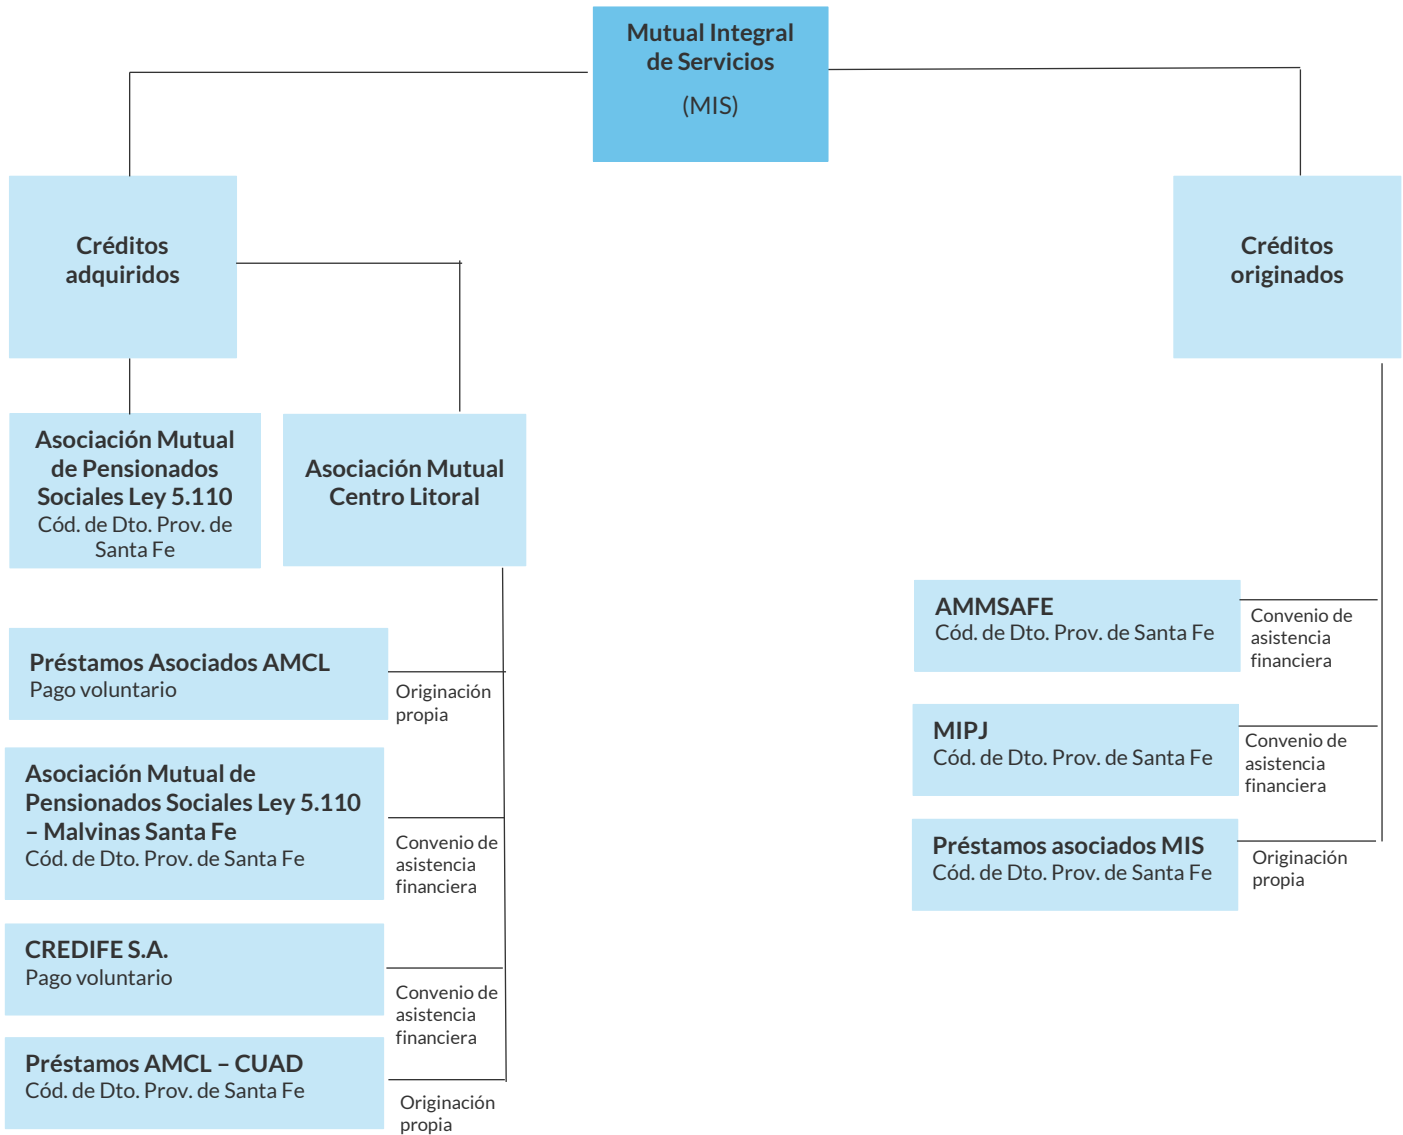 Mutual Integral
de Servicios
(MIS)
Créditos
adquiridos
Créditos
originados
Asociación Mutual
de Pensionados
Sociales Ley 5.110
Cód. de Dto. Prov. de
Santa Fe
Asociación Mutual
Centro Litoral
Préstamos Asociados AMCL
Pago voluntario
Originación
propia
Asociación Mutual de
Pensionados Sociales Ley 5.110
– Malvinas Santa Fe
Cód. de Dto. Prov. de Santa Fe
Convenio de
asistencia
financiera
CREDIFE S.A.
Pago voluntario
Convenio de
asistencia
financiera
Préstamos AMCL – CUAD
Cód. de Dto. Prov. de Santa Fe
Originación
propia
AMMSAFE
Cód. de Dto. Prov. de Santa Fe
Convenio de
asistencia
financiera
MIPJ
Cód. de Dto. Prov. de Santa Fe
Convenio de
asistencia
financiera
Préstamos asociados MIS
Cód. de Dto. Prov. de Santa Fe
Originación
propia